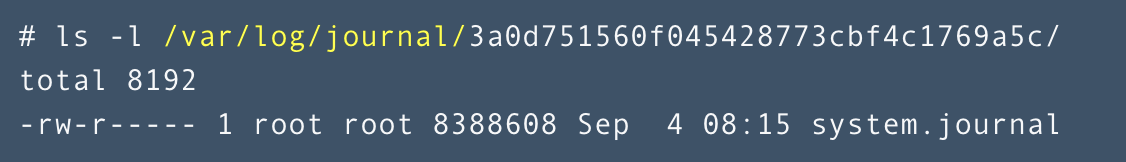 # ls -l /var/log/journal/3a0d751560f045428773cbf4c1769a5c/
total 8192
-rw-r----- 1 root root 8388608 Sep  4 08:15 system.journal